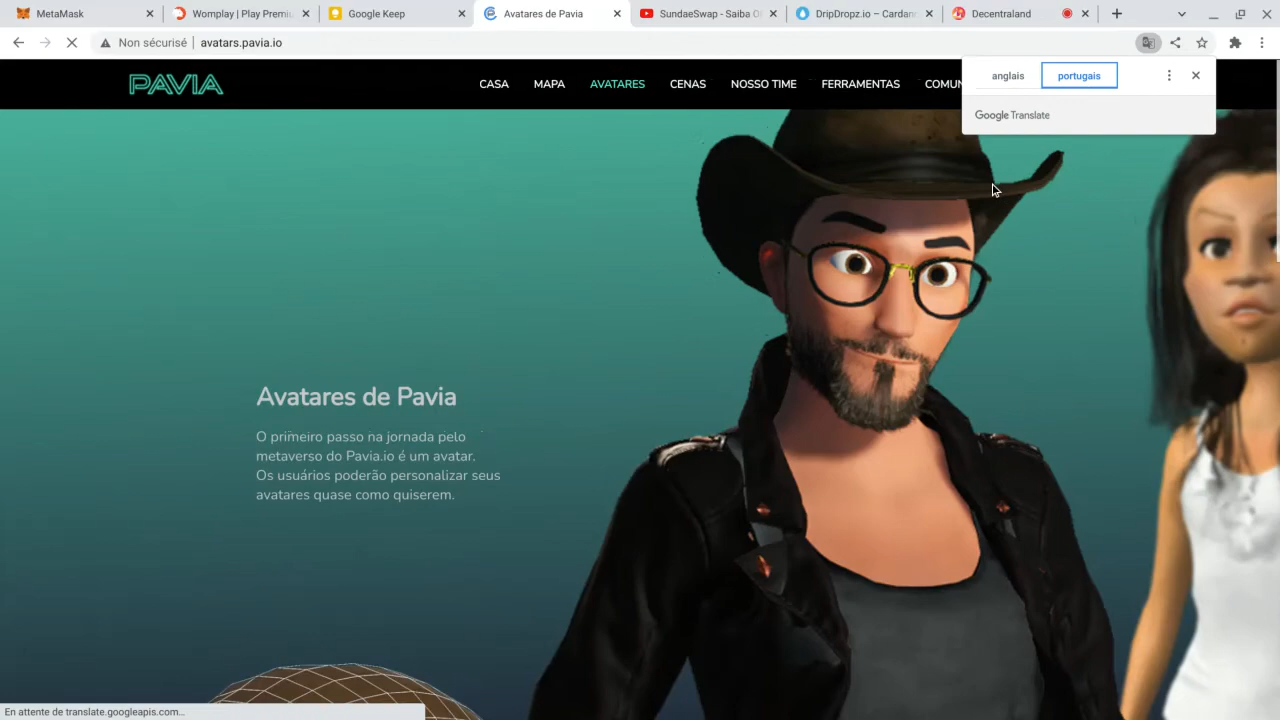 MetaMask
Womplay | Play Premiu
Google Keep
Avatares de Pavia
SundaeSwap - Saiba O
DripDropz.io – Cardan
Decentraland
Non sécurisé
avatars.pavia.io
anglais
portugais
Google Translate
PAVIA
CASA
MAPA
AVATARES
CENAS
NOSSO TIME
FERRAMENTAS
COMUN
Avatares de Pavia
O primeiro passo na jornada pelo
metaverso do Pavia.io é um avatar.
Os usuários poderão personalizar seus
avatares quase como quiserem.
En attente de translate.googleapis.com...